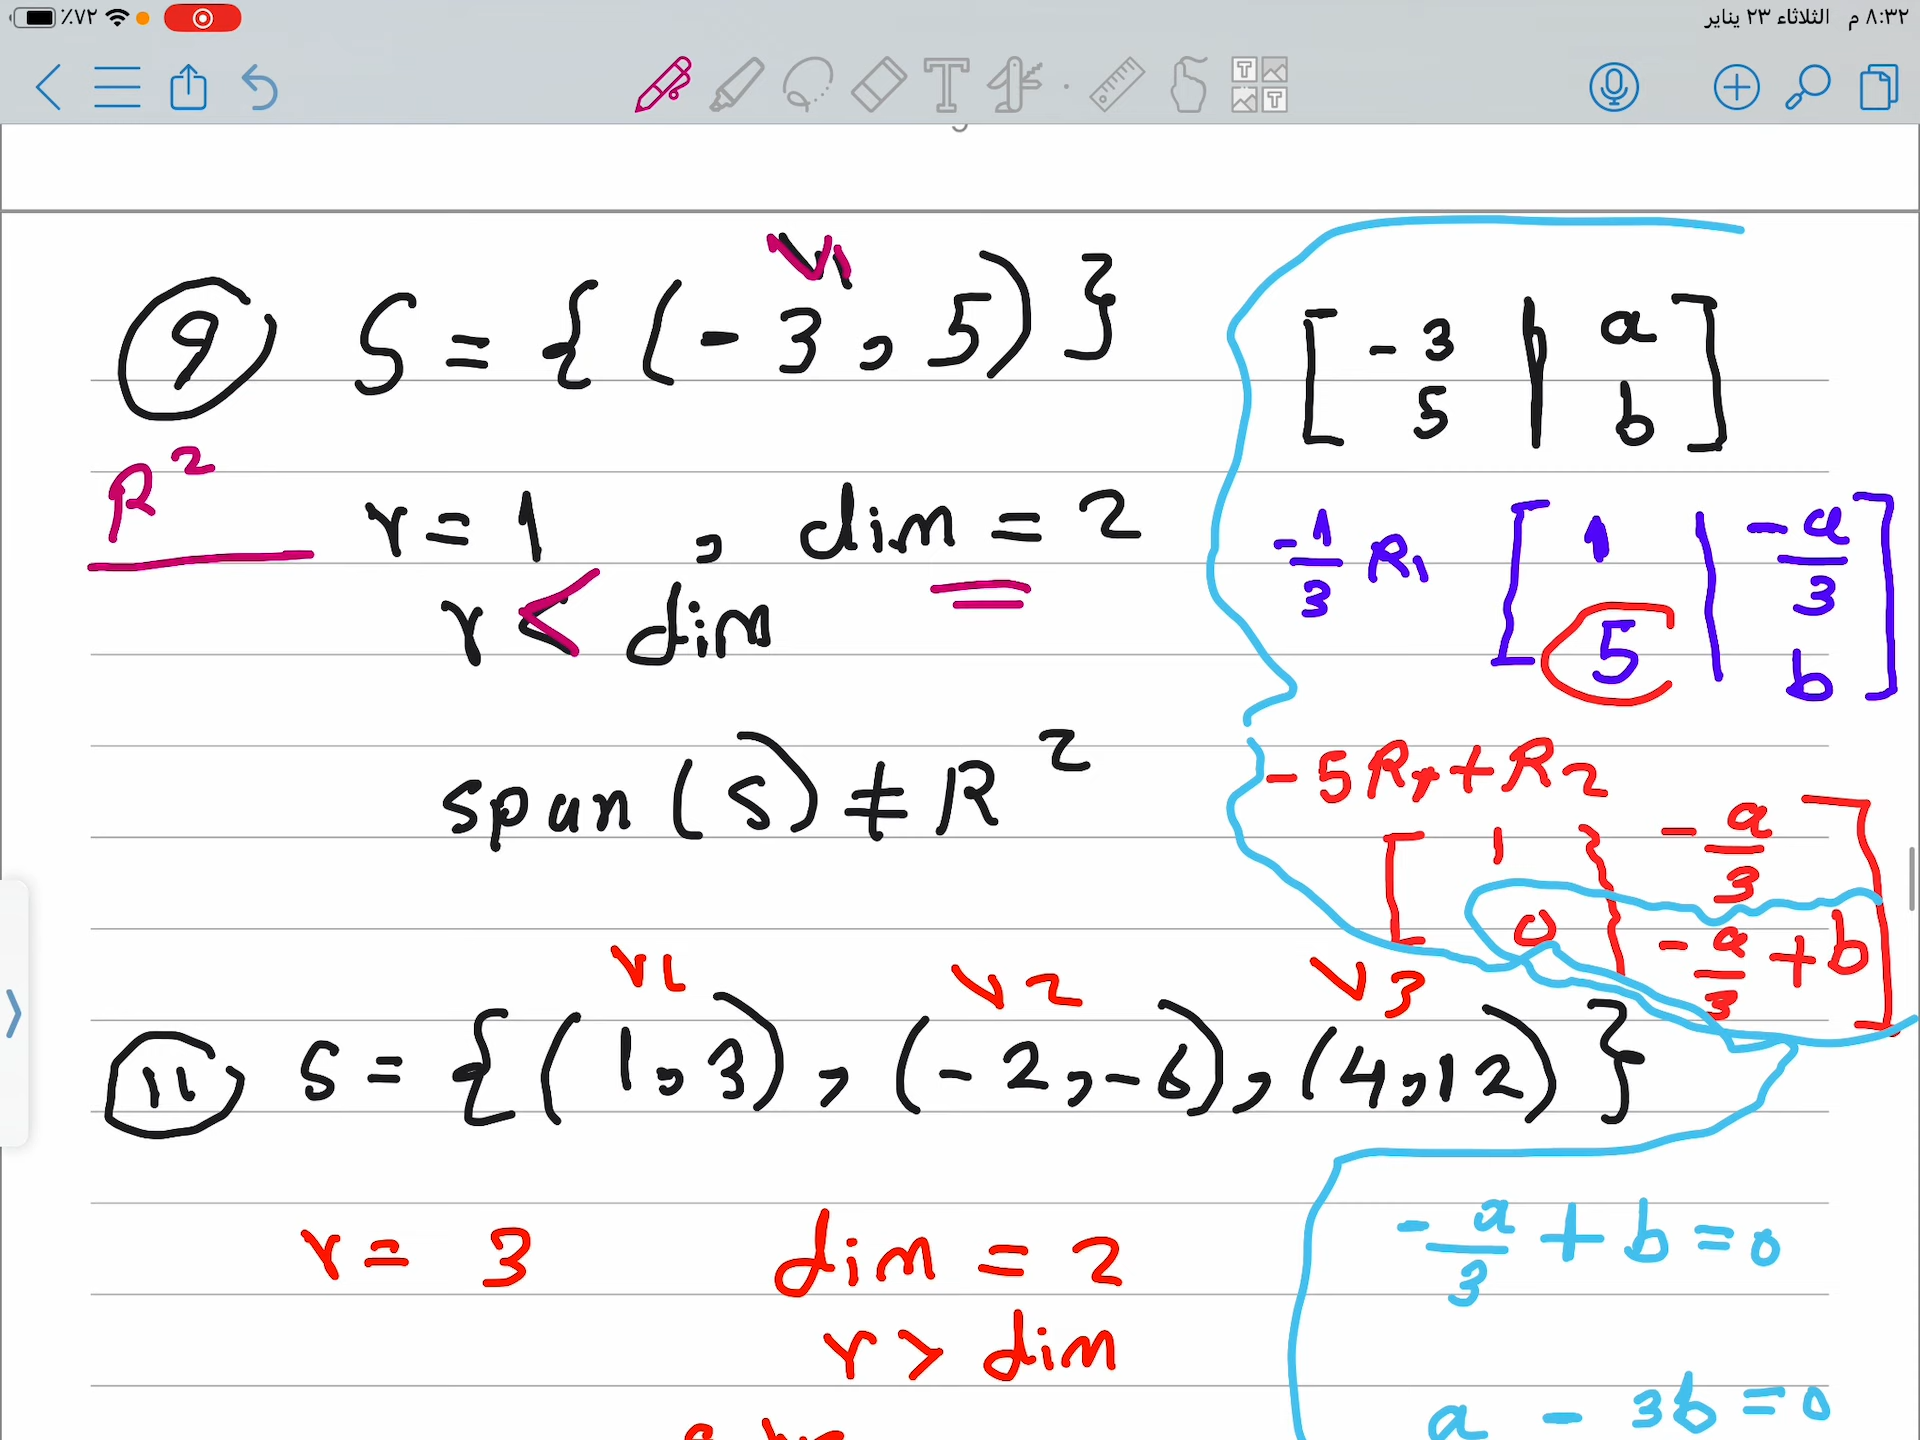 ٪٧٢
٨:٣٢ م الثلاثاء ٢٣ يناير
9 S = { (-3, 5) }
v1
R²
r = 1 , dim = 2
r < dim
span(S) ≠ R²
[ -3 | a ]
[ 5 | b ]
-1/3 R1 [ 1 | -a/3 ]
[ 5 | b ]
-5R1 + R2
[ 1 | -a/3 ]
[ 0 | -a/3 + b ]
v1 v2 v3
11 S = { (1, 3), (-2, -6), (4, 12) }
r = 3 dim = 2
r > dim
-a/3 + b = 0
a - 3b = 0